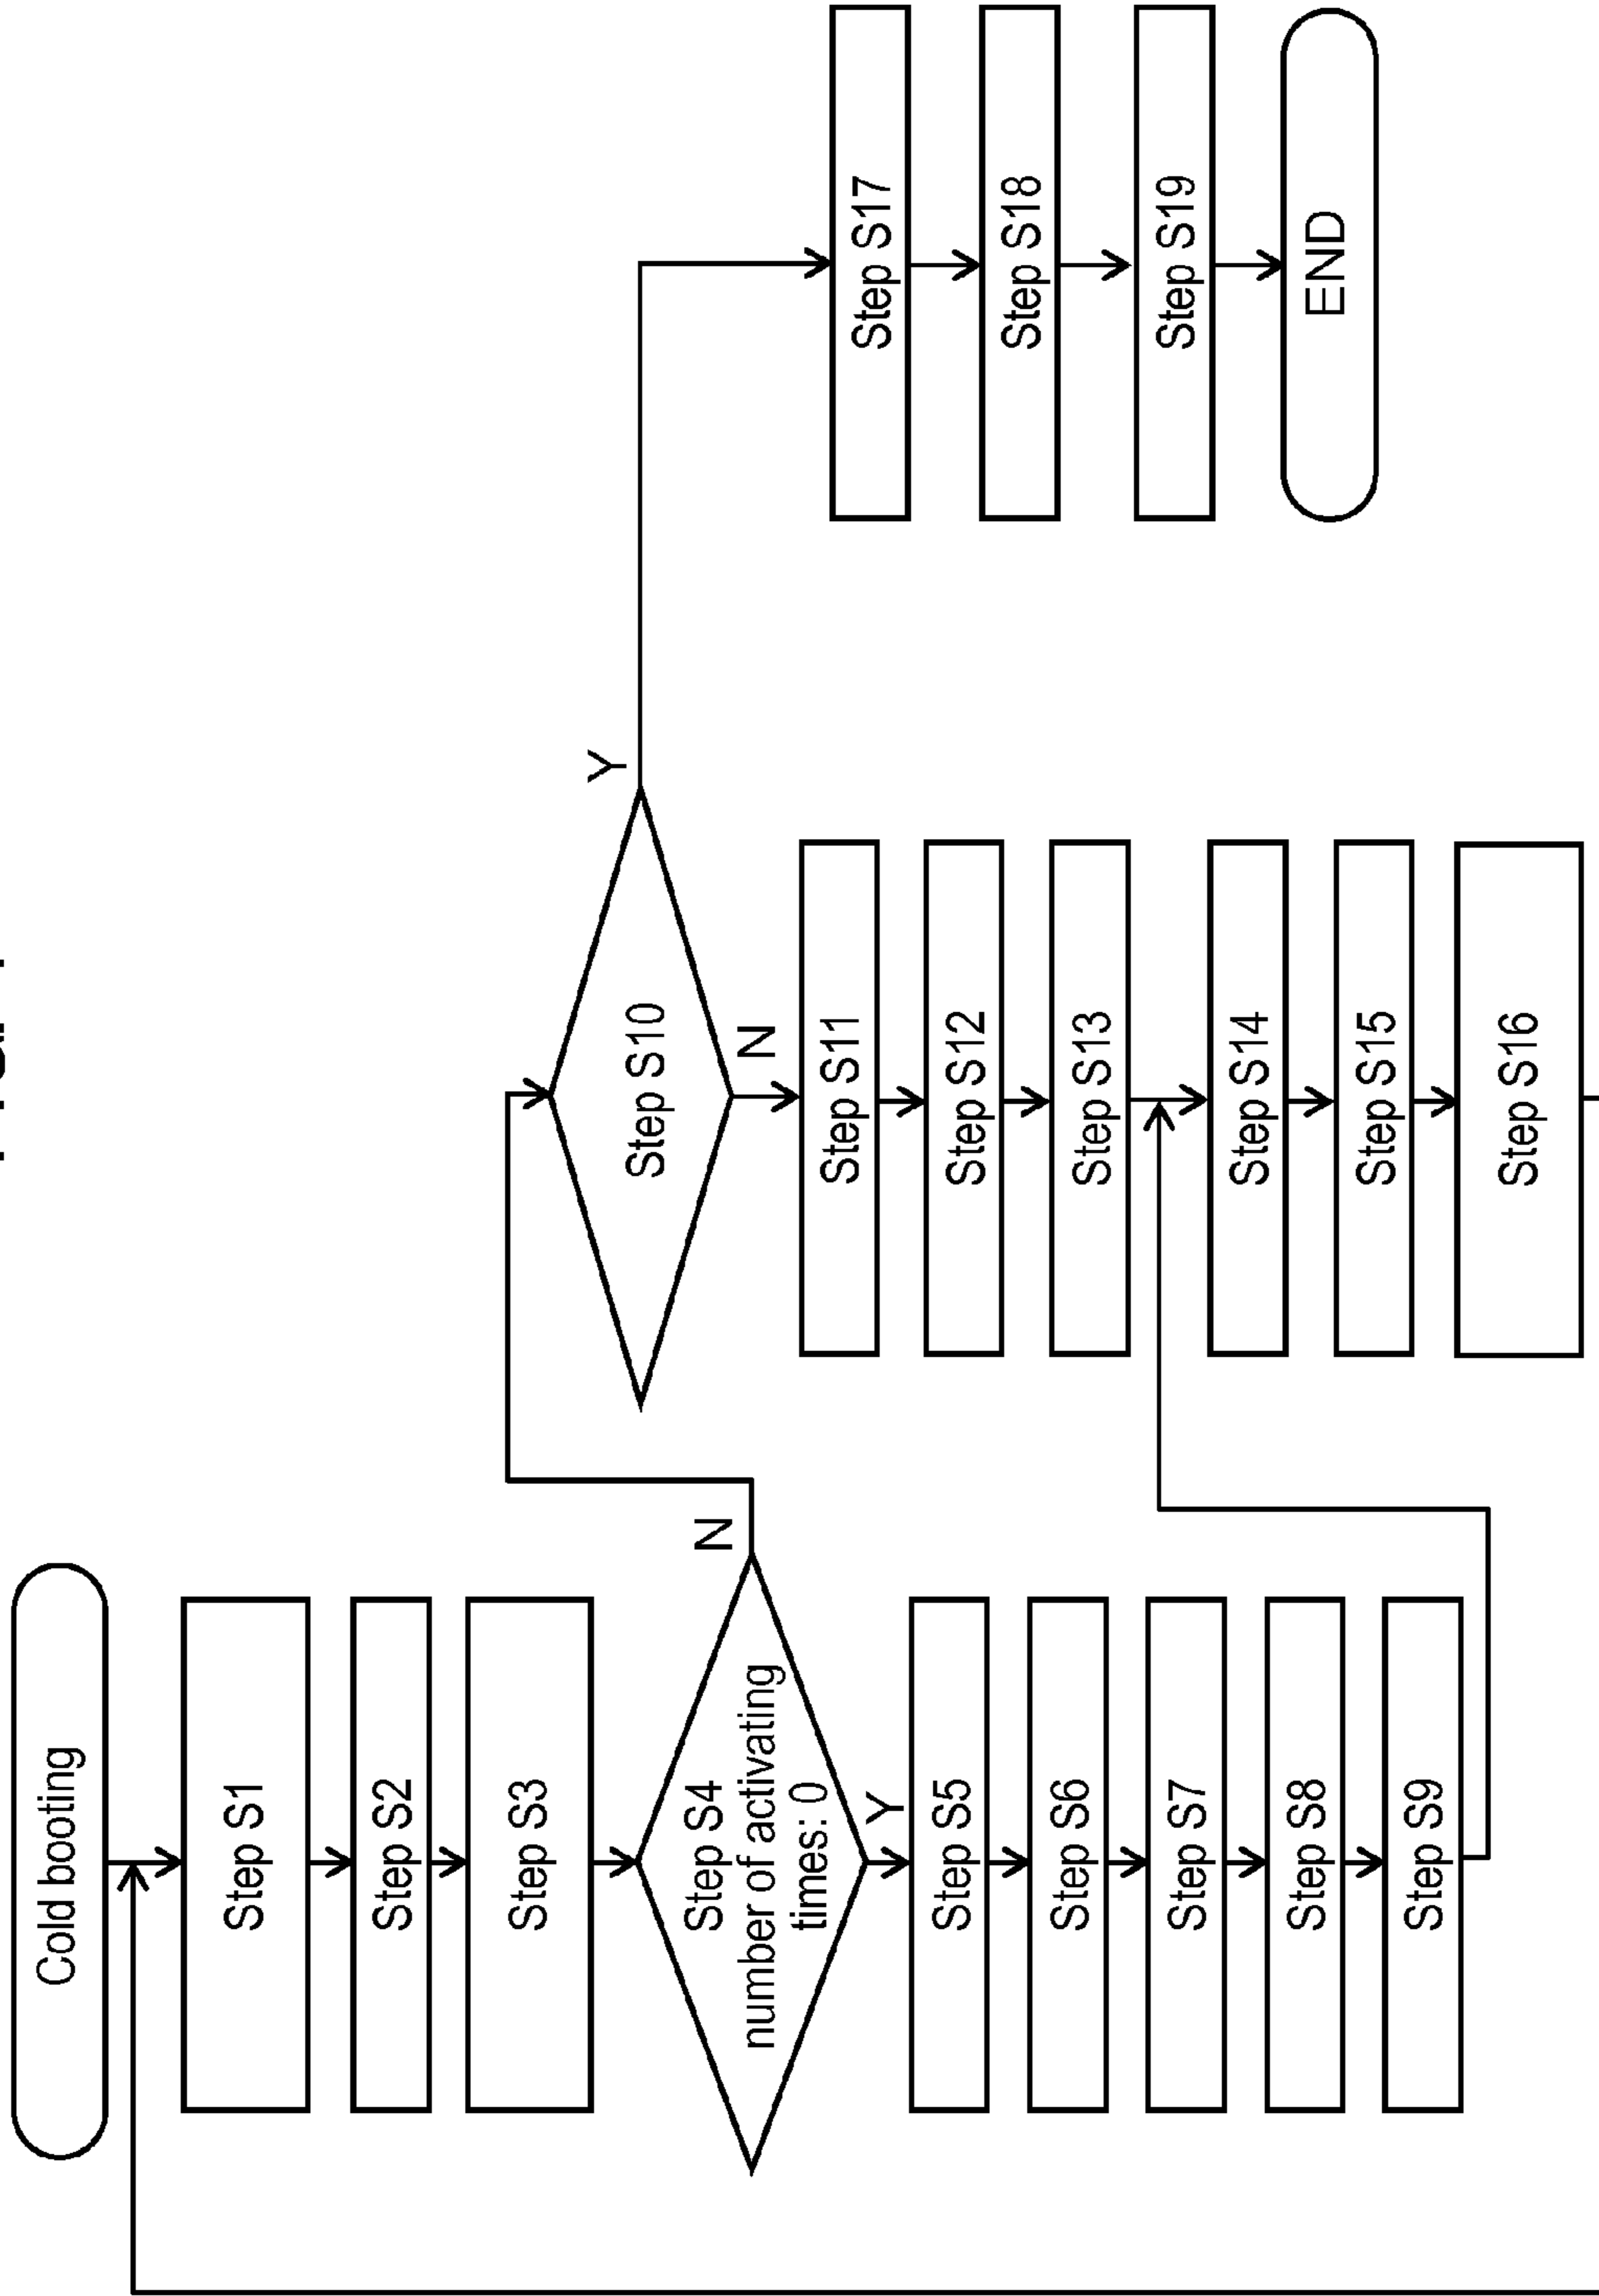 Cold booting
Step S1
Step S2
Step S3
Step S4
number of activating
times: 0
N
Y
Step S5
Step S6
Step S7
Step S8
Step S9
Step S10
Y
N
Step S11
Step S12
Step S13
Step S14
Step S15
Step S16
Step S17
Step S18
Step S19
END